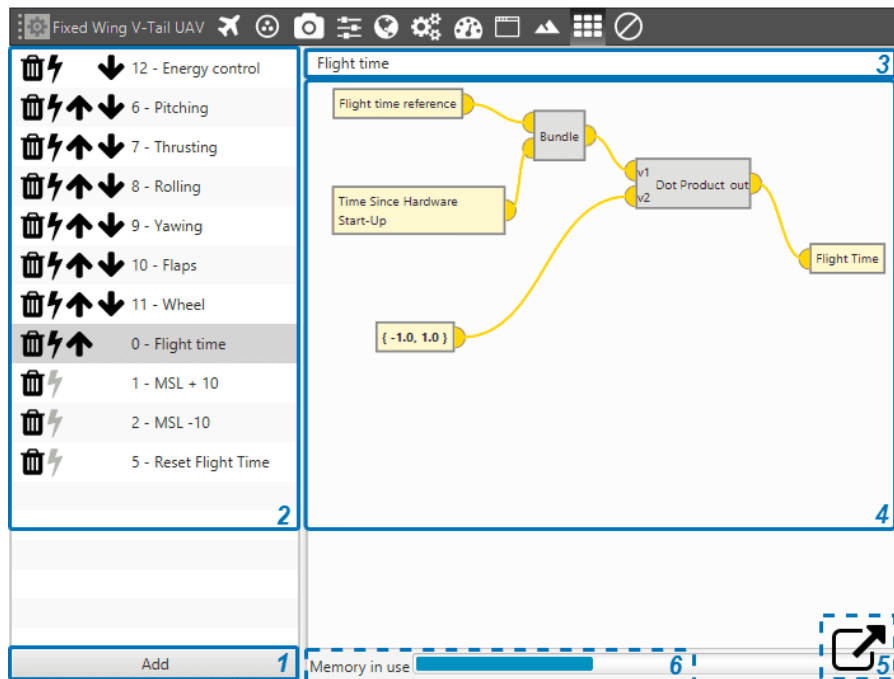 Fixed Wing V-Tail UAV
12 - Energy control
6 - Pitching
7 - Thrusting
8 - Rolling
9 - Yawing
10 - Flaps
11 - Wheel
0 - Flight time
1 - MSL + 10
2 - MSL -10
5 - Reset Flight Time
2
Add
1
Flight time
3
Flight time reference
Bundle
Time Since Hardware
Start-Up
v1
Dot Product out
v2
Flight Time
{ -1.0, 1.0 }
4
Memory in use
6
5